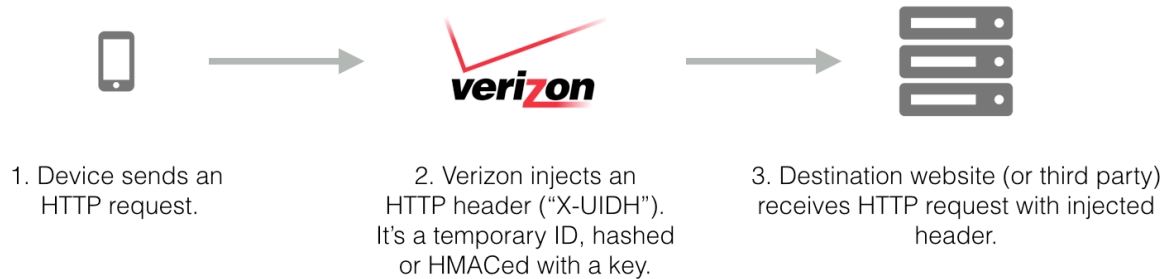 verizon
1. Device sends an
HTTP request.
2. Verizon injects an
HTTP header (“X-UIDH”).
It’s a temporary ID, hashed
or HMACed with a key.
3. Destination website (or third party)
receives HTTP request with injected
header.